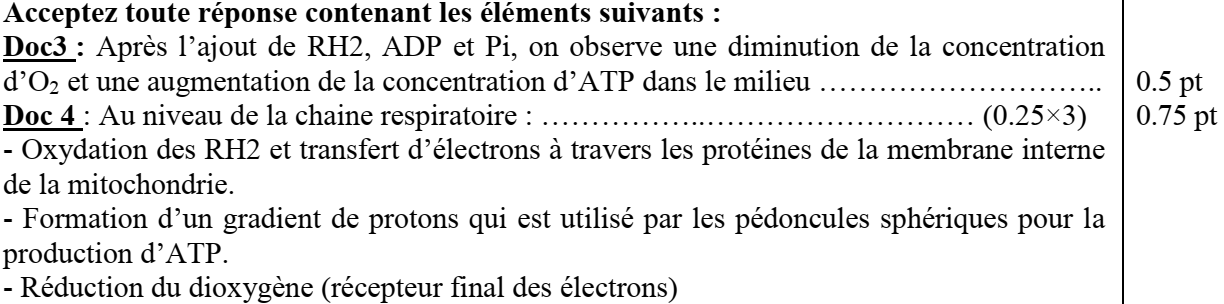 Acceptez toute réponse contenant les éléments suivants :
Doc3 : Après l’ajout de RH2, ADP et Pi, on observe une diminution de la concentration
d’O₂ et une augmentation de la concentration d’ATP dans le milieu ……………………….. 0.5 pt
Doc 4 : Au niveau de la chaine respiratoire : ……………..…………………… (0.25×3) 0.75 pt
- Oxydation des RH2 et transfert d’électrons à travers les protéines de la membrane interne
de la mitochondrie.
- Formation d’un gradient de protons qui est utilisé par les pédoncules sphériques pour la
production d’ATP.
- Réduction du dioxygène (récepteur final des électrons)